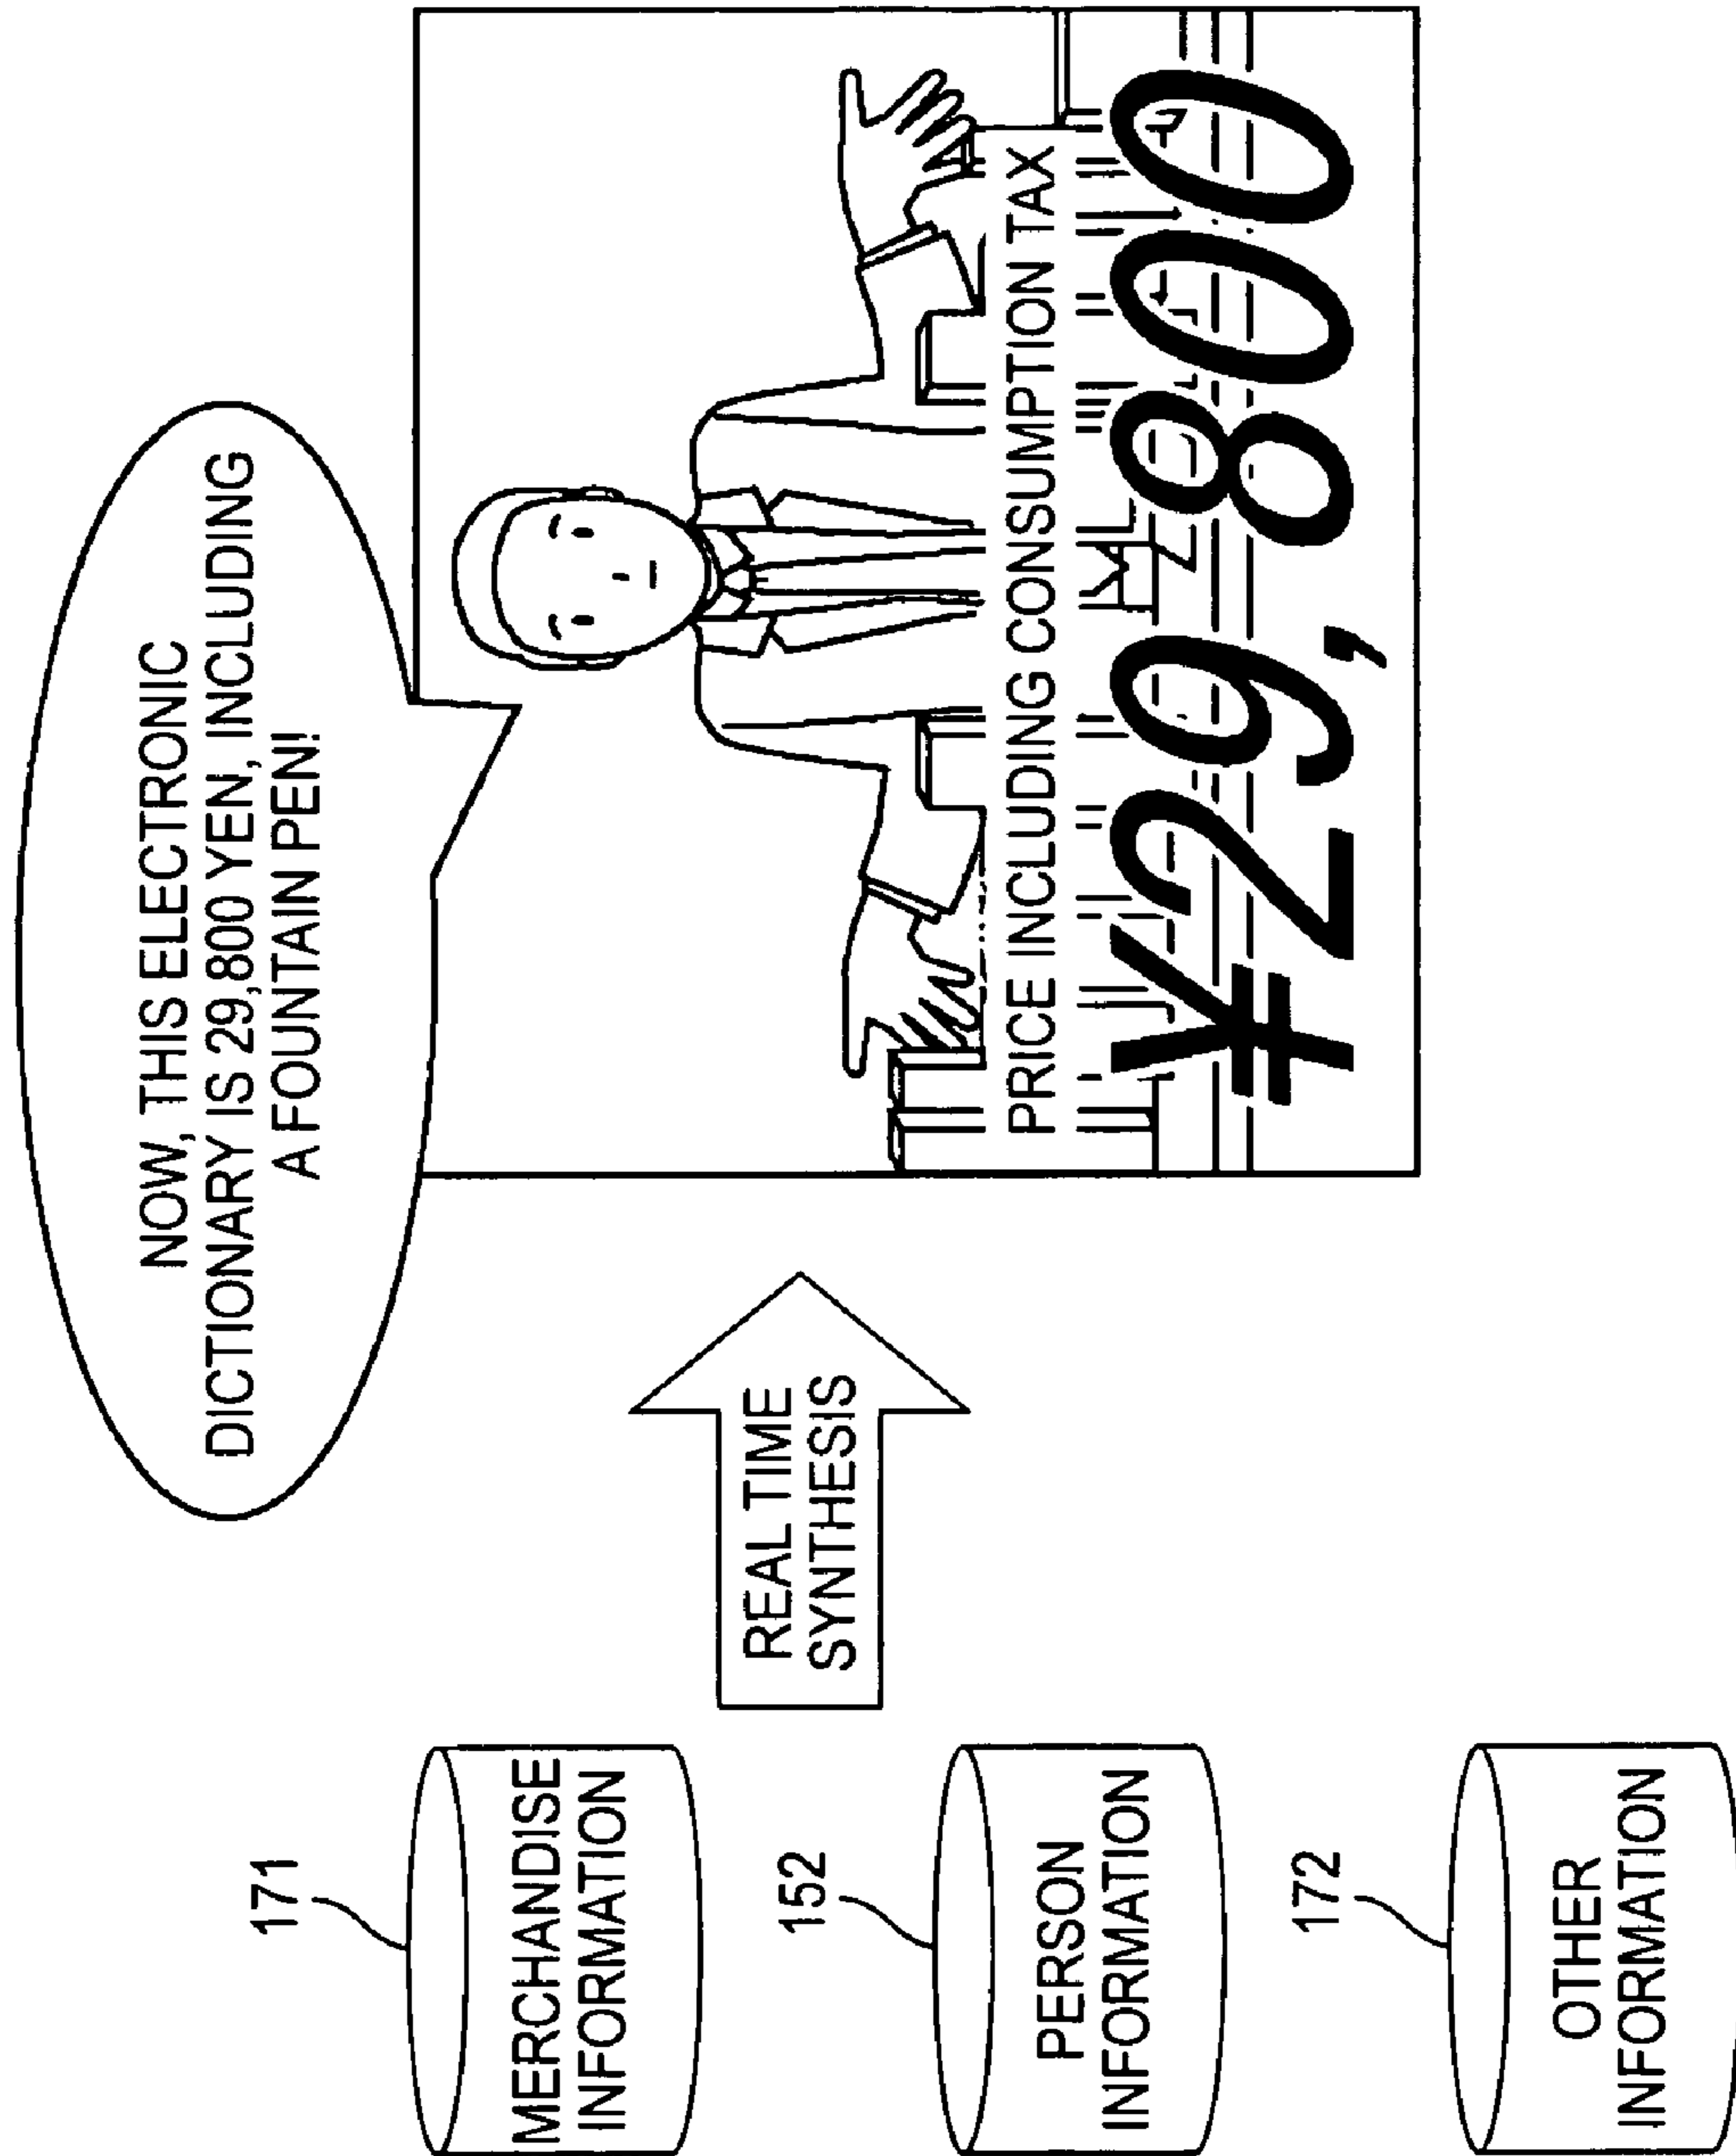 NOW, THIS ELECTRONIC
DICTIONARY IS 29,800 YEN, INCLUDING
A FOUNTAIN PEN!
171
MERCHANDISE
INFORMATION
152
PERSON
INFORMATION
172
OTHER
INFORMATION
REAL TIME
SYNTHESIS
PRICE INCLUDING CONSUMPTION TAX
¥29,800